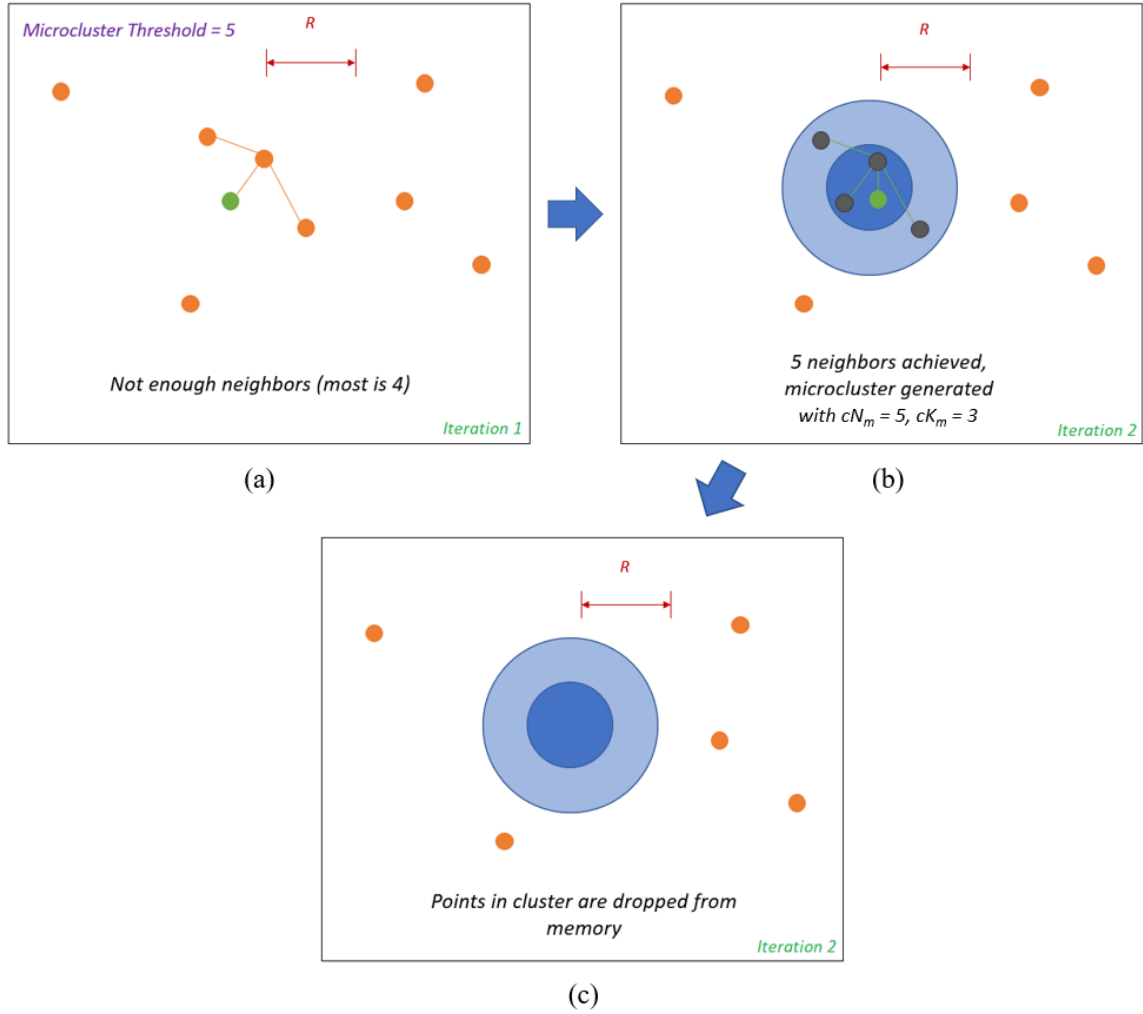 Microcluster Threshold = 5
R
Not enough neighbors (most is 4)
Iteration 1
(a)
R
5 neighbors achieved,
microcluster generated
with cNₘ = 5, cKₘ = 3
Iteration 2
(b)
R
Points in cluster are dropped from
memory
Iteration 2
(c)